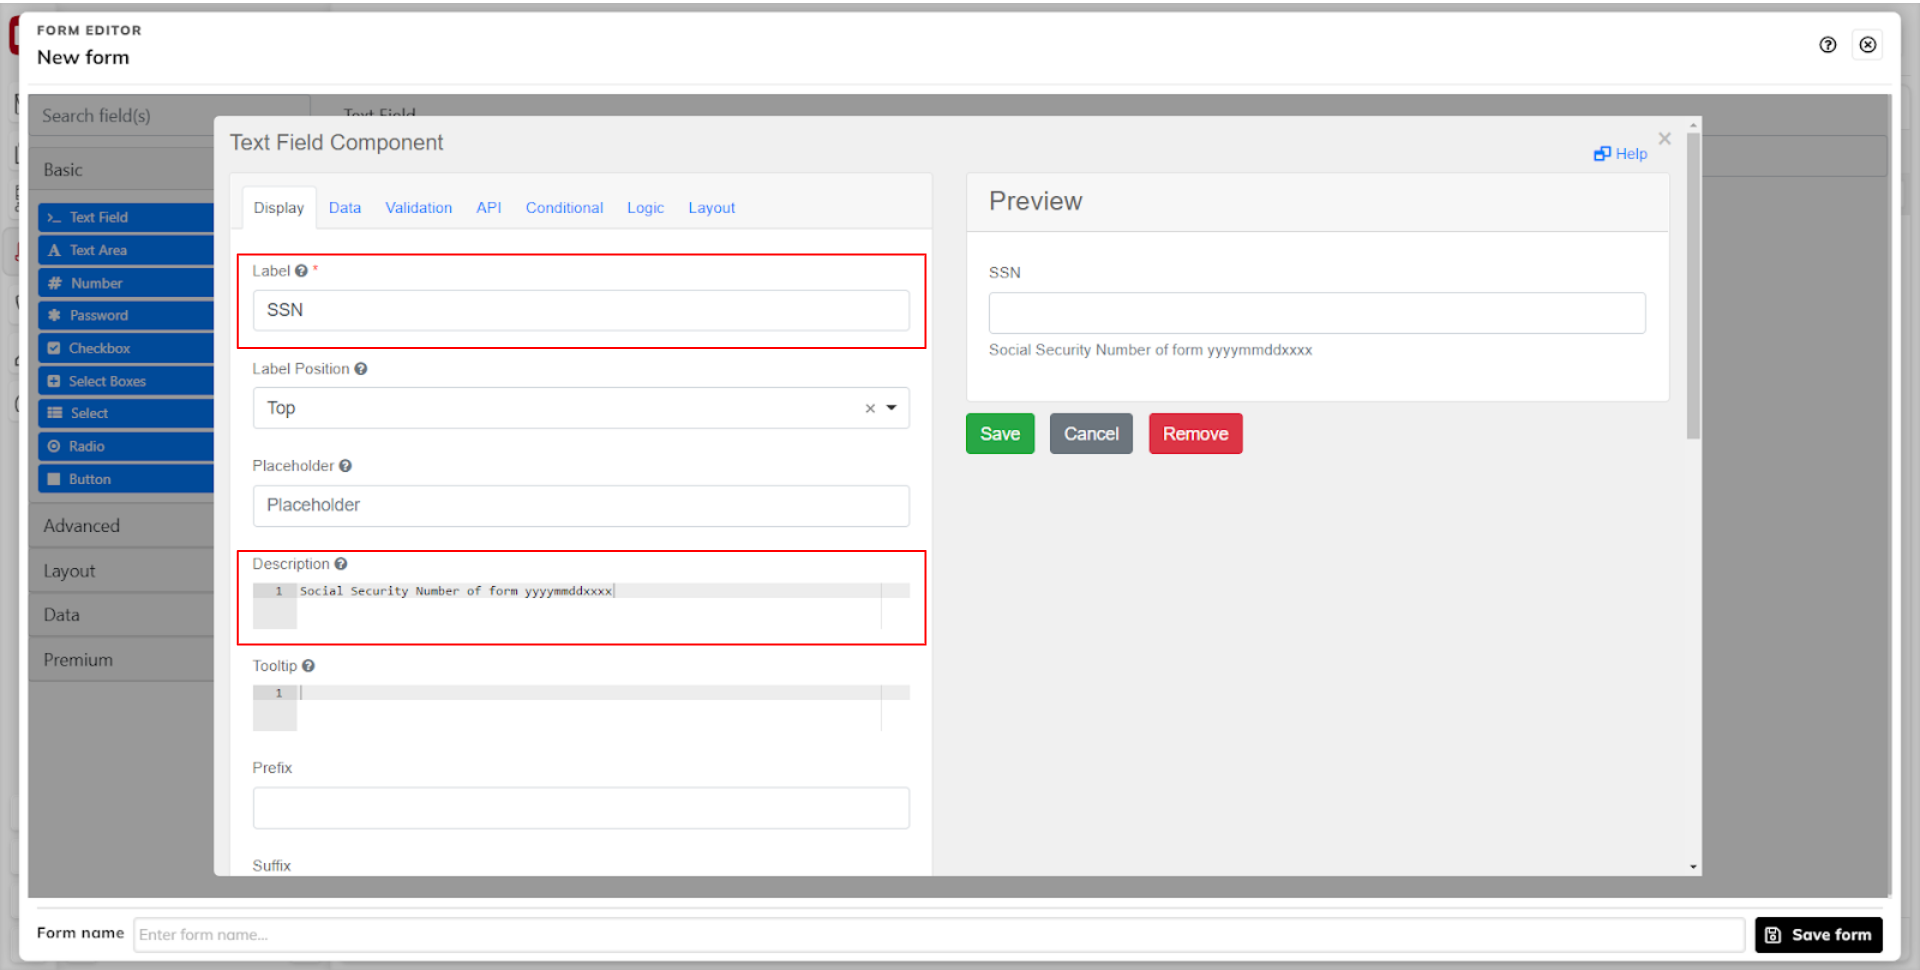 FORM EDITOR
New form
Search field(s)
Text Field
Basic
>_ Text Field
Text Area
Number
Password
Checkbox
Select Boxes
Select
Radio
Button
Advanced
Layout
Data
Premium
Text Field Component
Help
Display Data Validation API Conditional Logic Layout
Label *
SSN
Label Position
Top
Placeholder
Placeholder
Description
1 Social Security Number of form yyyymmddxxxx
Tooltip
1
Prefix
Suffix
Preview
SSN
Social Security Number of form yyyymmddxxxx
Save Cancel Remove
Form name Enter form name... Save form